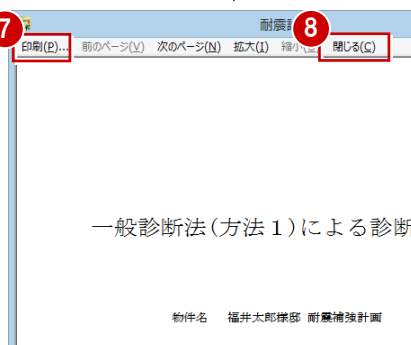 7
8
耐震
印刷(P)... 前のページ(V) 次のページ(N) 拡大(I) 縮小 閉じる(C)
一般診断法(方法１)による診断
物件名 福井太郎様邸 耐震補強計画